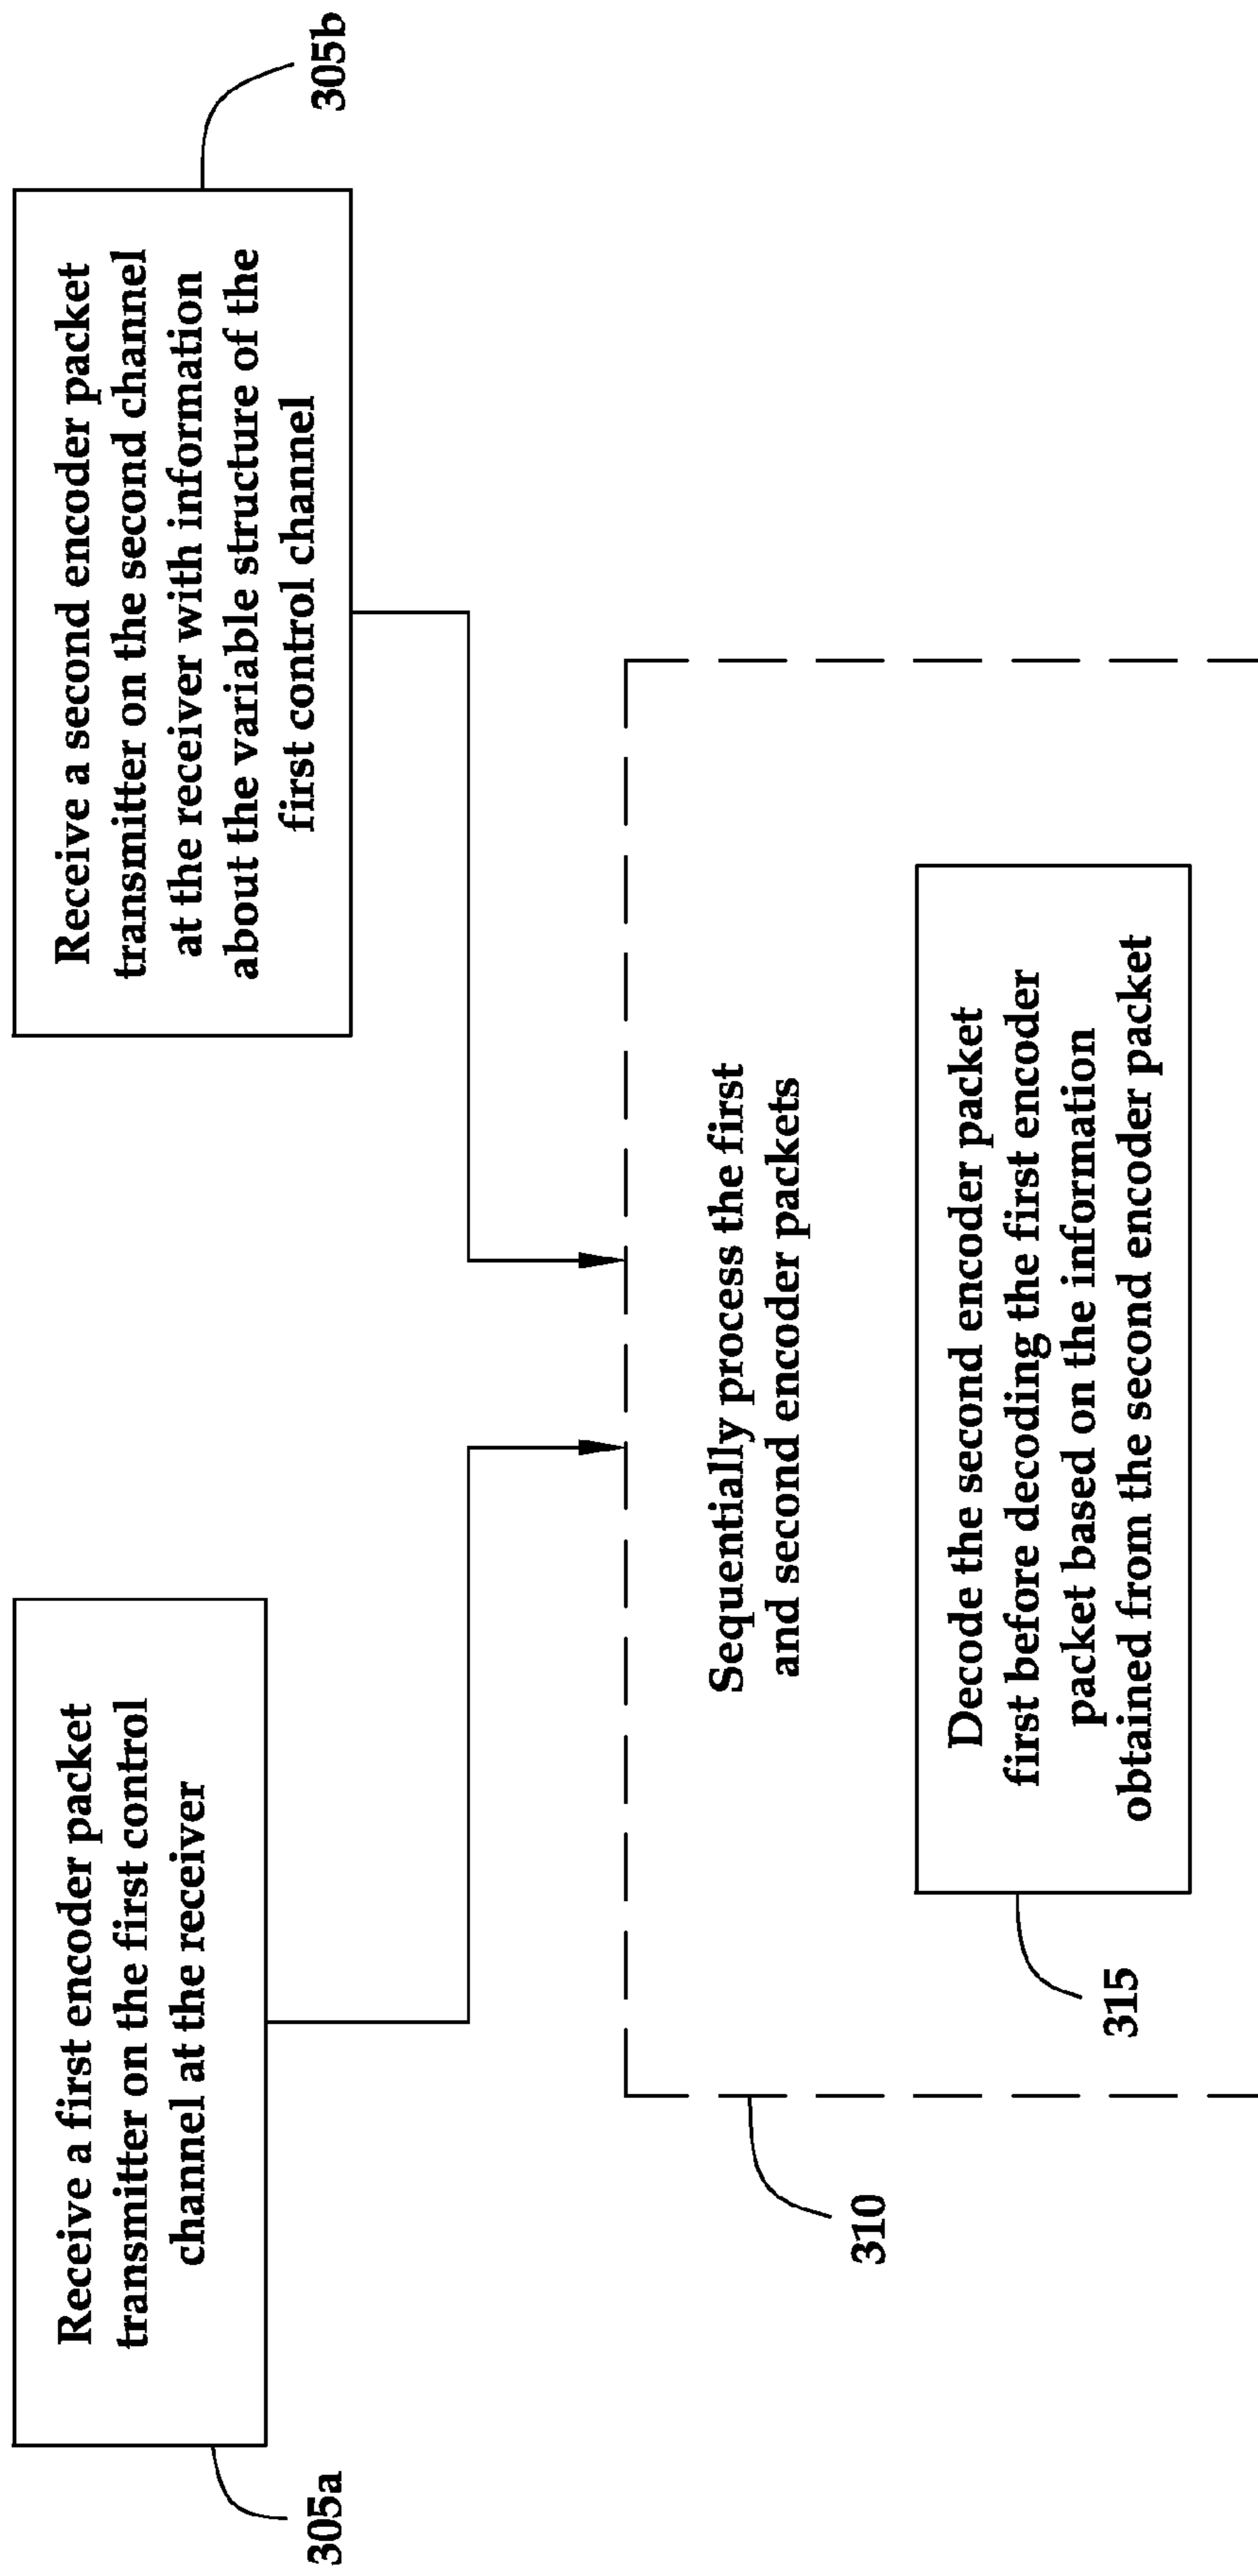 Receive a first encoder packet
transmitter on the first control
channel at the receiver
305a
Receive a second encoder packet
transmitter on the second channel
at the receiver with information
about the variable structure of the
first control channel
305b
Sequentially process the first
and second encoder packets
310
Decode the second encoder packet
first before decoding the first encoder
packet based on the information
obtained from the second encoder packet
315